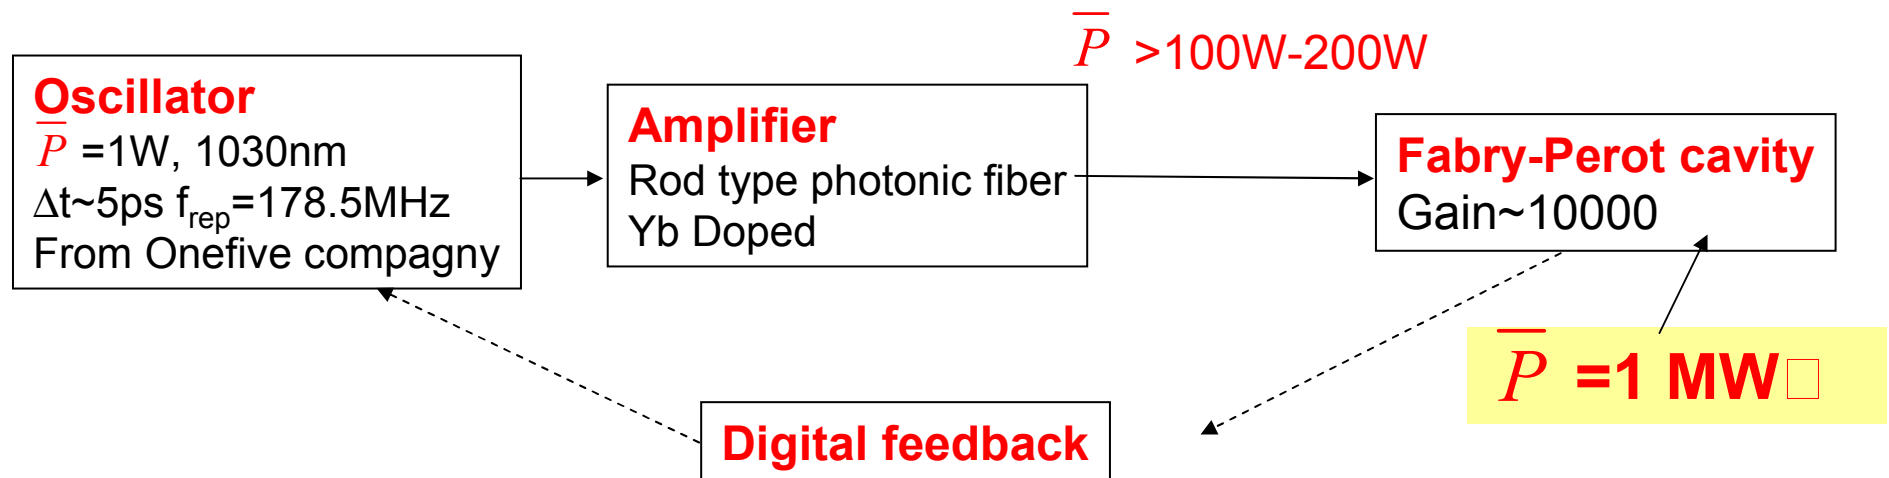 P >100W-200W
Oscillator
P =1W, 1030nm
Δt~5ps f_rep=178.5MHz
From Onefive compagny
Amplifier
Rod type photonic fiber
Yb Doped
Fabry-Perot cavity
Gain~10000
P =1 MW□
Digital feedback